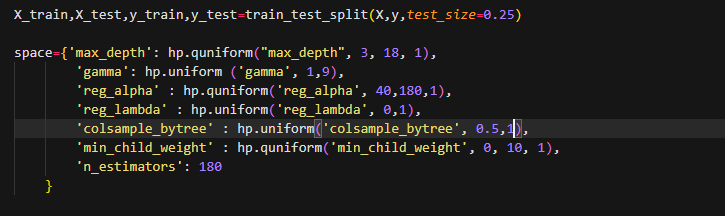 X_train,X_test,y_train,y_test=train_test_split(X,y,test_size=0.25)
space={'max_depth': hp.quniform("max_depth", 3, 18, 1),
'gamma': hp.uniform ('gamma', 1,9),
'reg_alpha' : hp.quniform('reg_alpha', 40,180,1),
'reg_lambda' : hp.uniform('reg_lambda', 0,1),
'colsample_bytree' : hp.uniform('colsample_bytree', 0.5,1),
'min_child_weight' : hp.quniform('min_child_weight', 0, 10, 1),
'n_estimators': 180
}